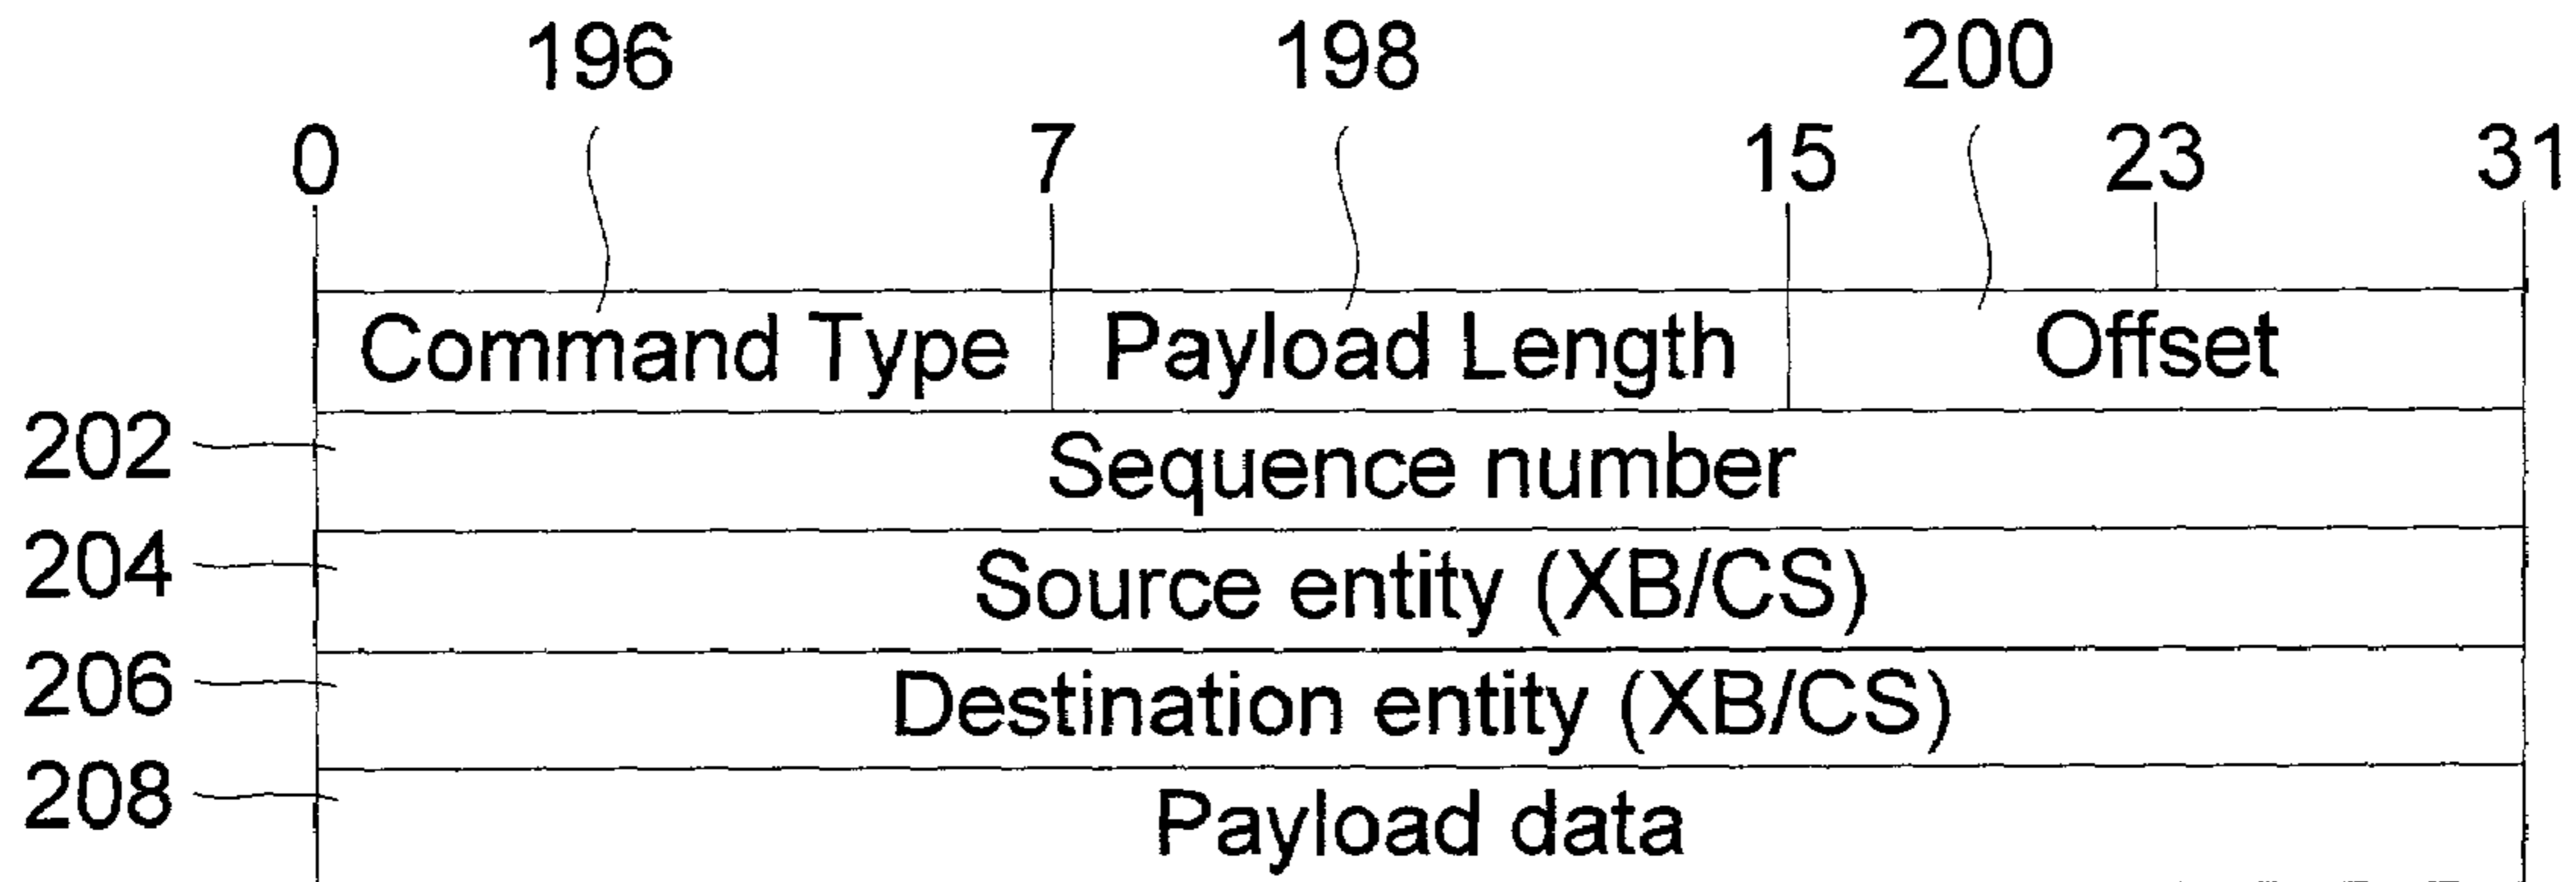 196 198 200
0 7 15 23 31
Command Type Payload Length Offset
202 Sequence number
204 Source entity (XB/CS)
206 Destination entity (XB/CS)
208 Payload data